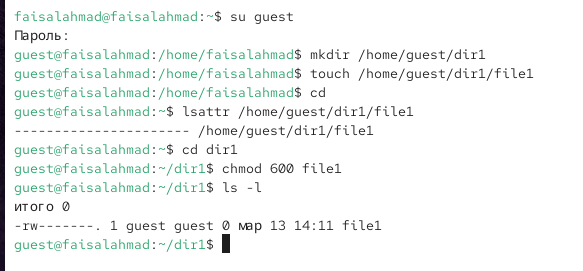 faisalahmad@faisalahmad:~$ su guest
Пароль:
guest@faisalahmad:/home/faisalahmad$ mkdir /home/guest/dir1
guest@faisalahmad:/home/faisalahmad$ touch /home/guest/dir1/file1
guest@faisalahmad:/home/faisalahmad$ cd
guest@faisalahmad:~$ lsattr /home/guest/dir1/file1
---------------------- /home/guest/dir1/file1
guest@faisalahmad:~$ cd dir1
guest@faisalahmad:~/dir1$ chmod 600 file1
guest@faisalahmad:~/dir1$ ls -l
итого 0
-rw-------. 1 guest guest 0 мар 13 14:11 file1
guest@faisalahmad:~/dir1$